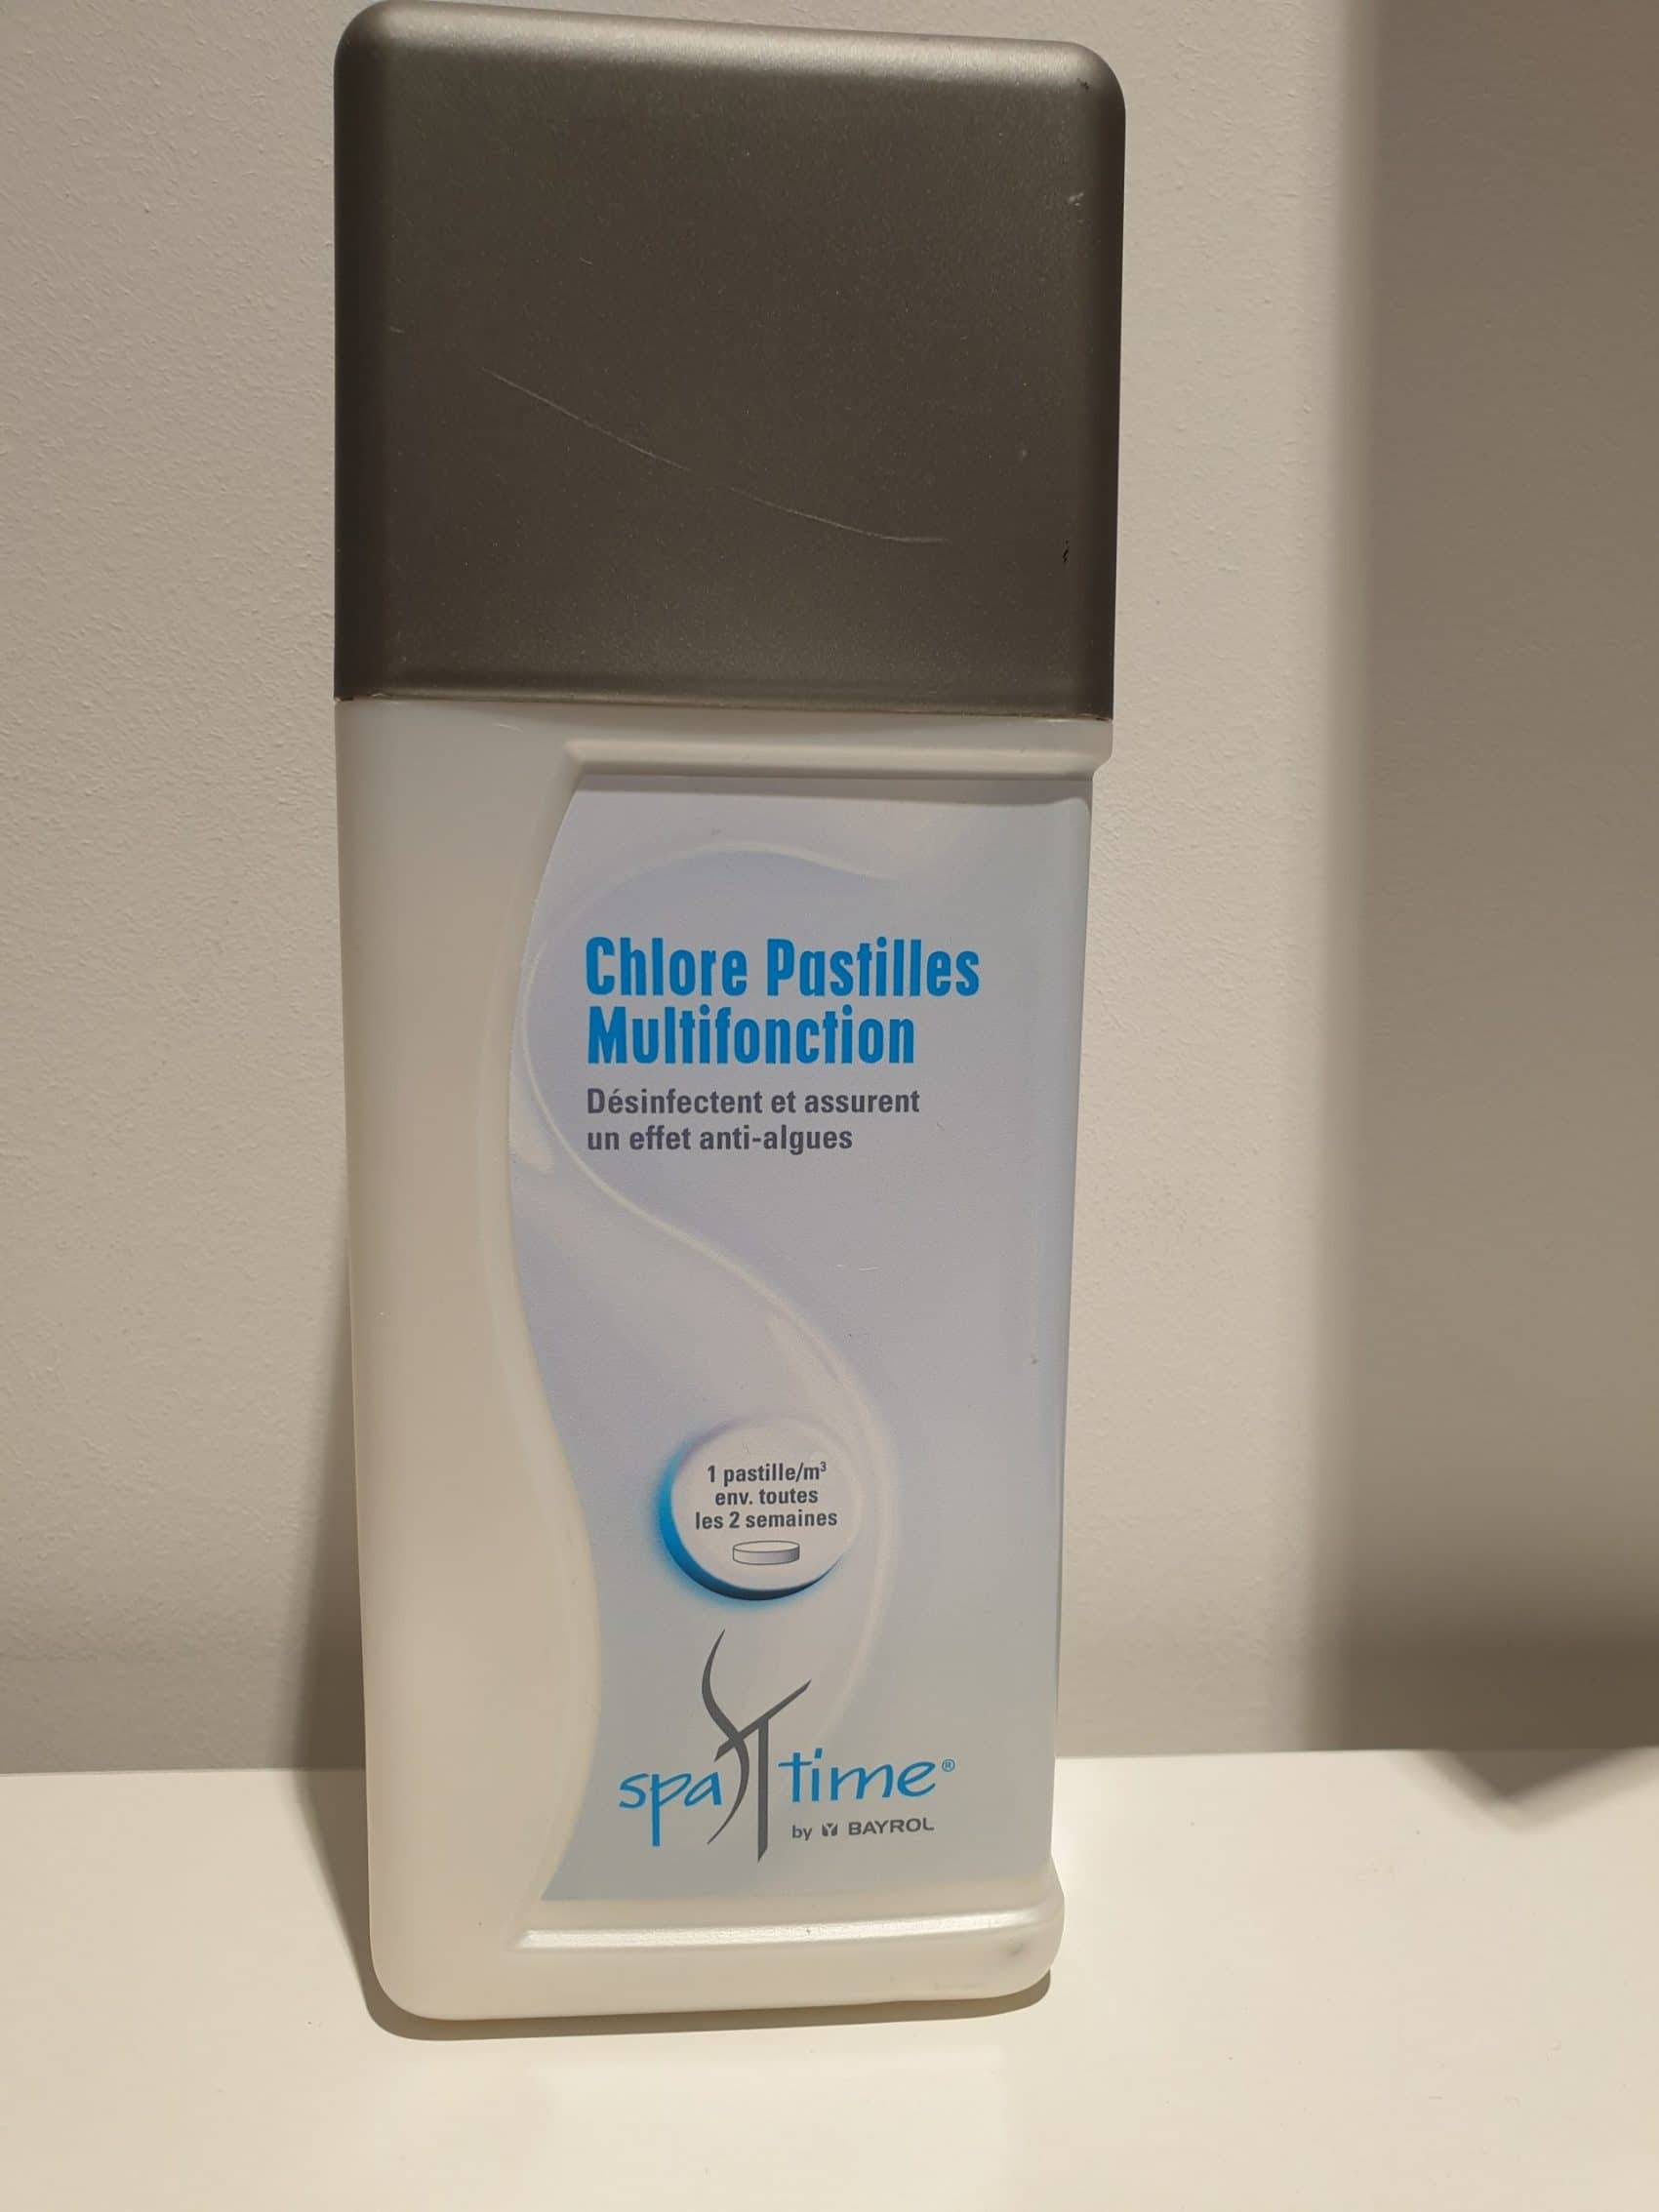 Chlore Pastilles
Multifonction
Désinfectent et assurent
un effet anti-algues
1 pastille/m³
env. toutes
les 2 semaines
spa time®
by BAYROL